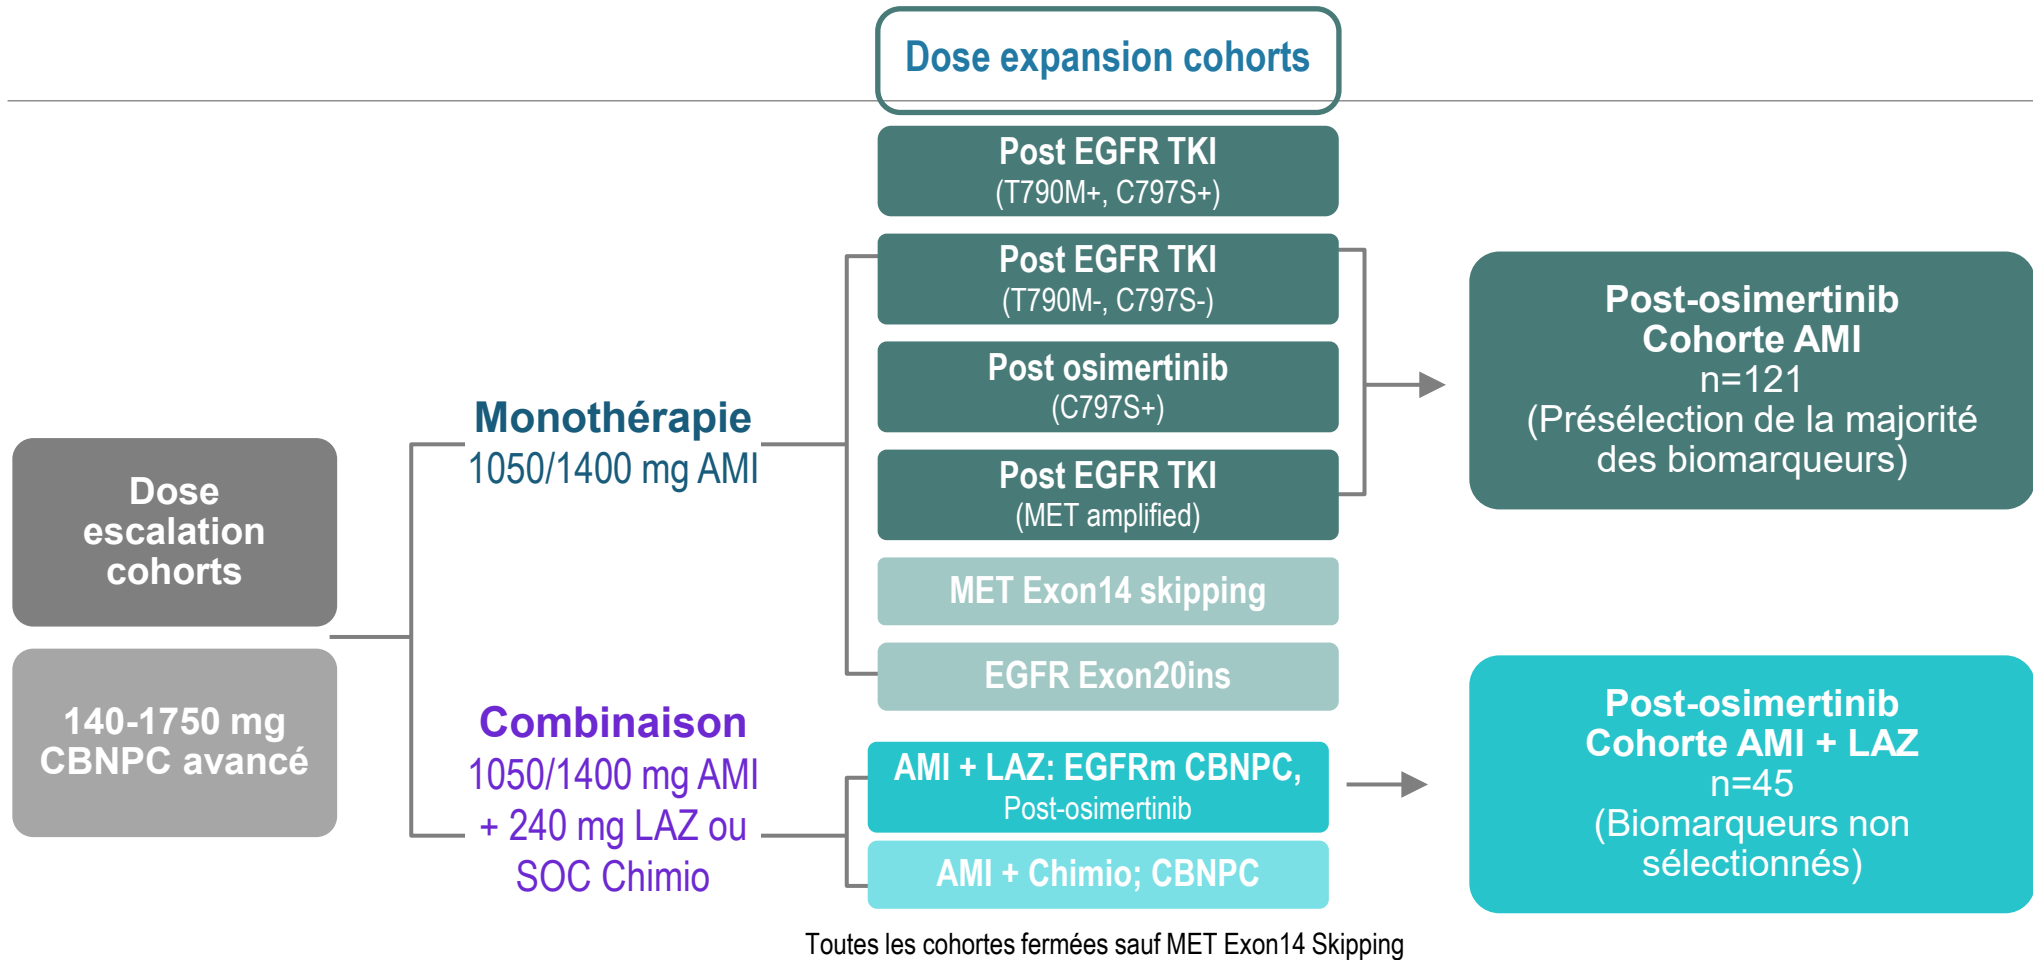 Dose expansion cohorts
Dose
escalation
cohorts
140-1750 mg
CBNPC avancé
Monothérapie
1050/1400 mg AMI
Combinaison
1050/1400 mg AMI
+ 240 mg LAZ ou
SOC Chimio
Post EGFR TKI
(T790M+, C797S+)
Post EGFR TKI
(T790M-, C797S-)
Post osimertinib
(C797S+)
Post EGFR TKI
(MET amplified)
MET Exon14 skipping
EGFR Exon20ins
AMI + LAZ: EGFRm CBNPC,
Post-osimertinib
AMI + Chimio; CBNPC
Post-osimertinib
Cohorte AMI
n=121
(Présélection de la majorité
des biomarqueurs)
Post-osimertinib
Cohorte AMI + LAZ
n=45
(Biomarqueurs non
sélectionnés)
Toutes les cohortes fermées sauf MET Exon14 Skipping